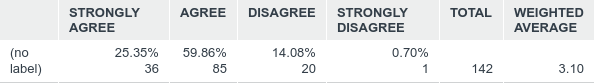 STRONGLY AGREE DISAGREE STRONGLY TOTAL WEIGHTED
AGREE DISAGREE AVERAGE
(no 25.35% 59.86% 14.08% 0.70%
label) 36 85 20 1 142 3.10